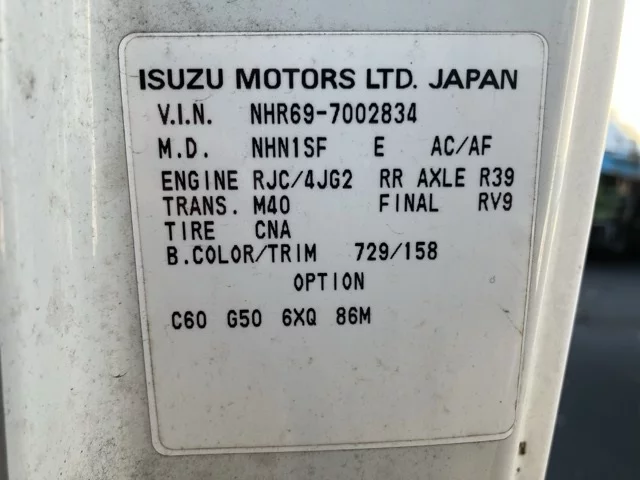 ISUZU MOTORS LTD. JAPAN
V.I.N. NHR69-7002834
M.D. NHN1SF E AC/AF
ENGINE RJC/4JG2 RR AXLE R39
TRANS. M40 FINAL RV9
TIRE CNA
B.COLOR/TRIM 729/158
OPTION
C60 G50 6XQ 86M